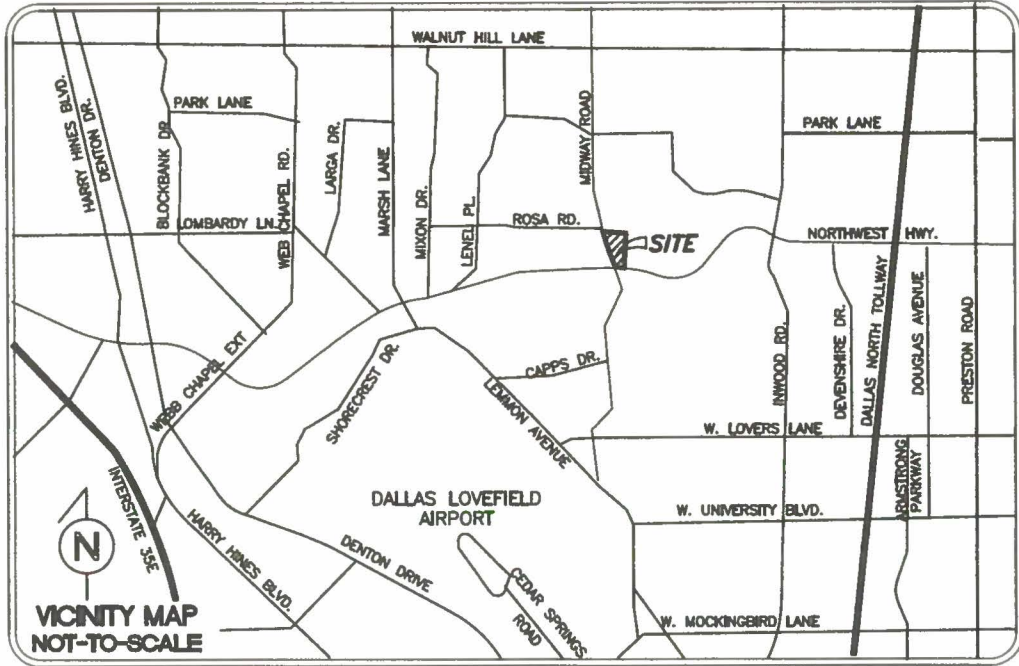 WALNUT HILL LANE
HARRY HINES BLVD.
DENTON DR.
BLOCKBANK DR
PARK LANE
WEB CHAPEL RD.
LARGA DR.
MARSH LANE
MIXON DR.
LENEL PL.
MIDWAY ROAD
PARK LANE
LOMBARDY LN.
ROSA RD.
SITE
NORTHWEST HWY.
WEBB CHAPEL EXT
SHORECREST DR.
CAPPS DR.
LEMMON AVENUE
INWOOD RD.
DEVENSHIRE DR.
DALLAS NORTH TOLLWAY
DOUGLAS AVENUE
PRESTON ROAD
W. LOVERS LANE
INTERSTATE 35E
DALLAS LOVEFIELD
AIRPORT
W. UNIVERSITY BLVD.
ARMSTRONG
PARKWAY
N
HARRY HINES BLVD.
DENTON DRIVE
CEDAR SPRINGS
ROAD
W. MOCKINGBIRD LANE
VICINITY MAP
NOT-TO-SCALE